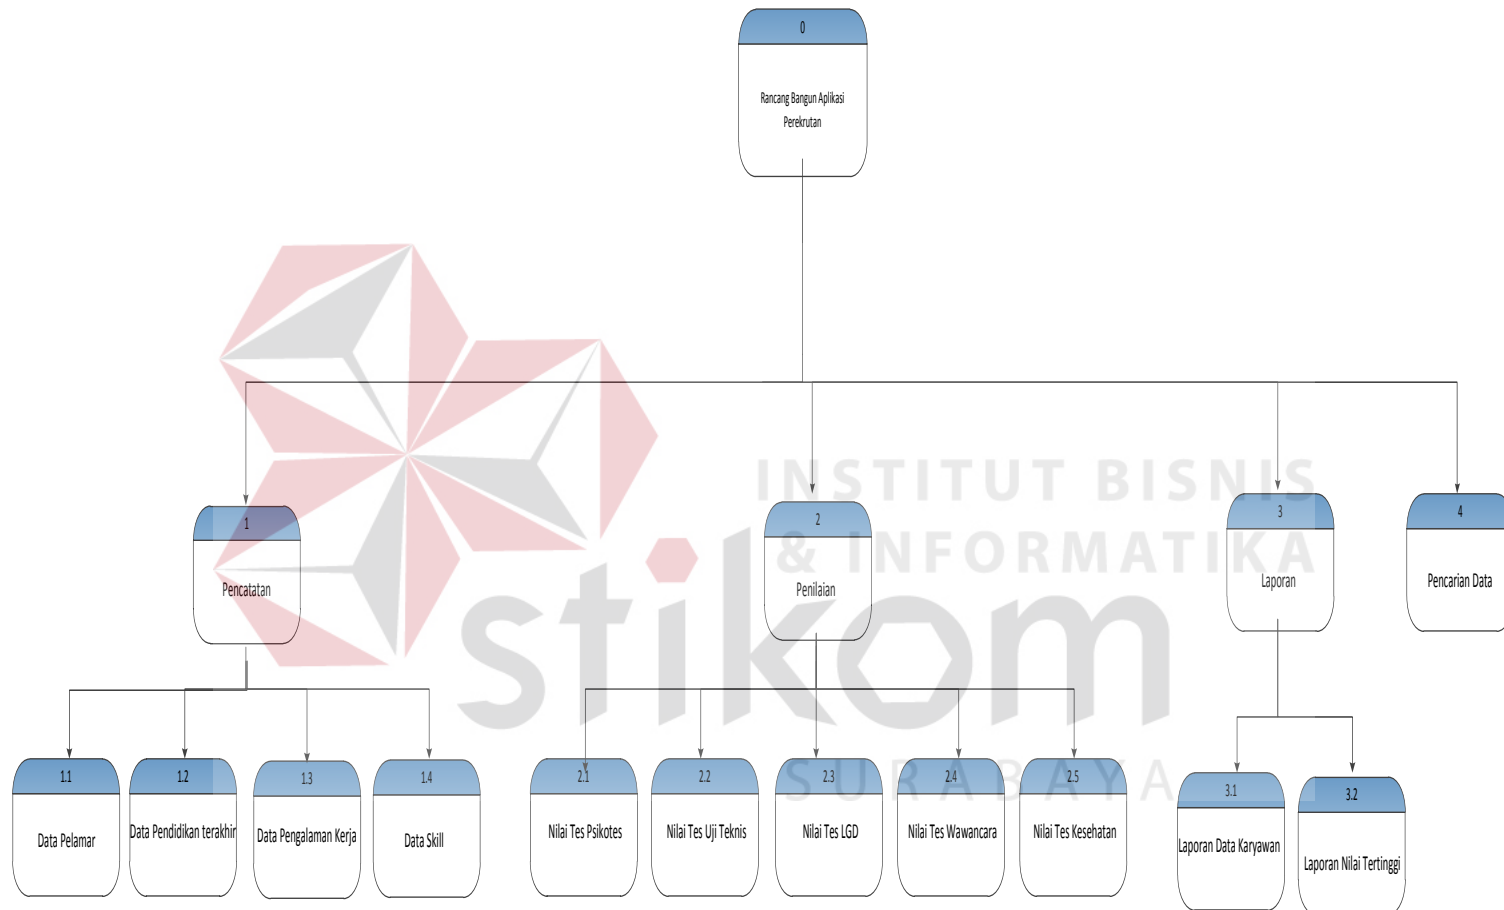 0
Rancang Bangun Aplikasi
Perekrutan
INSTITUT BISNIS
& INFORMATIKA
stikom
SURABAYA
1
Pencatatan
2
Penilaian
3
Laporan
4
Pencarian Data
1.1
Data Pelamar
1.2
Data Pendidikan terakhir
1.3
Data Pengalaman Kerja
1.4
Data Skill
2.1
Nilai Tes Psikotes
2.2
Nilai Tes Uji Teknis
2.3
Nilai Tes LGD
2.4
Nilai Tes Wawancara
2.5
Nilai Tes Kesehatan
3.1
Laporan Data Karyawan
3.2
Laporan Nilai Tertinggi